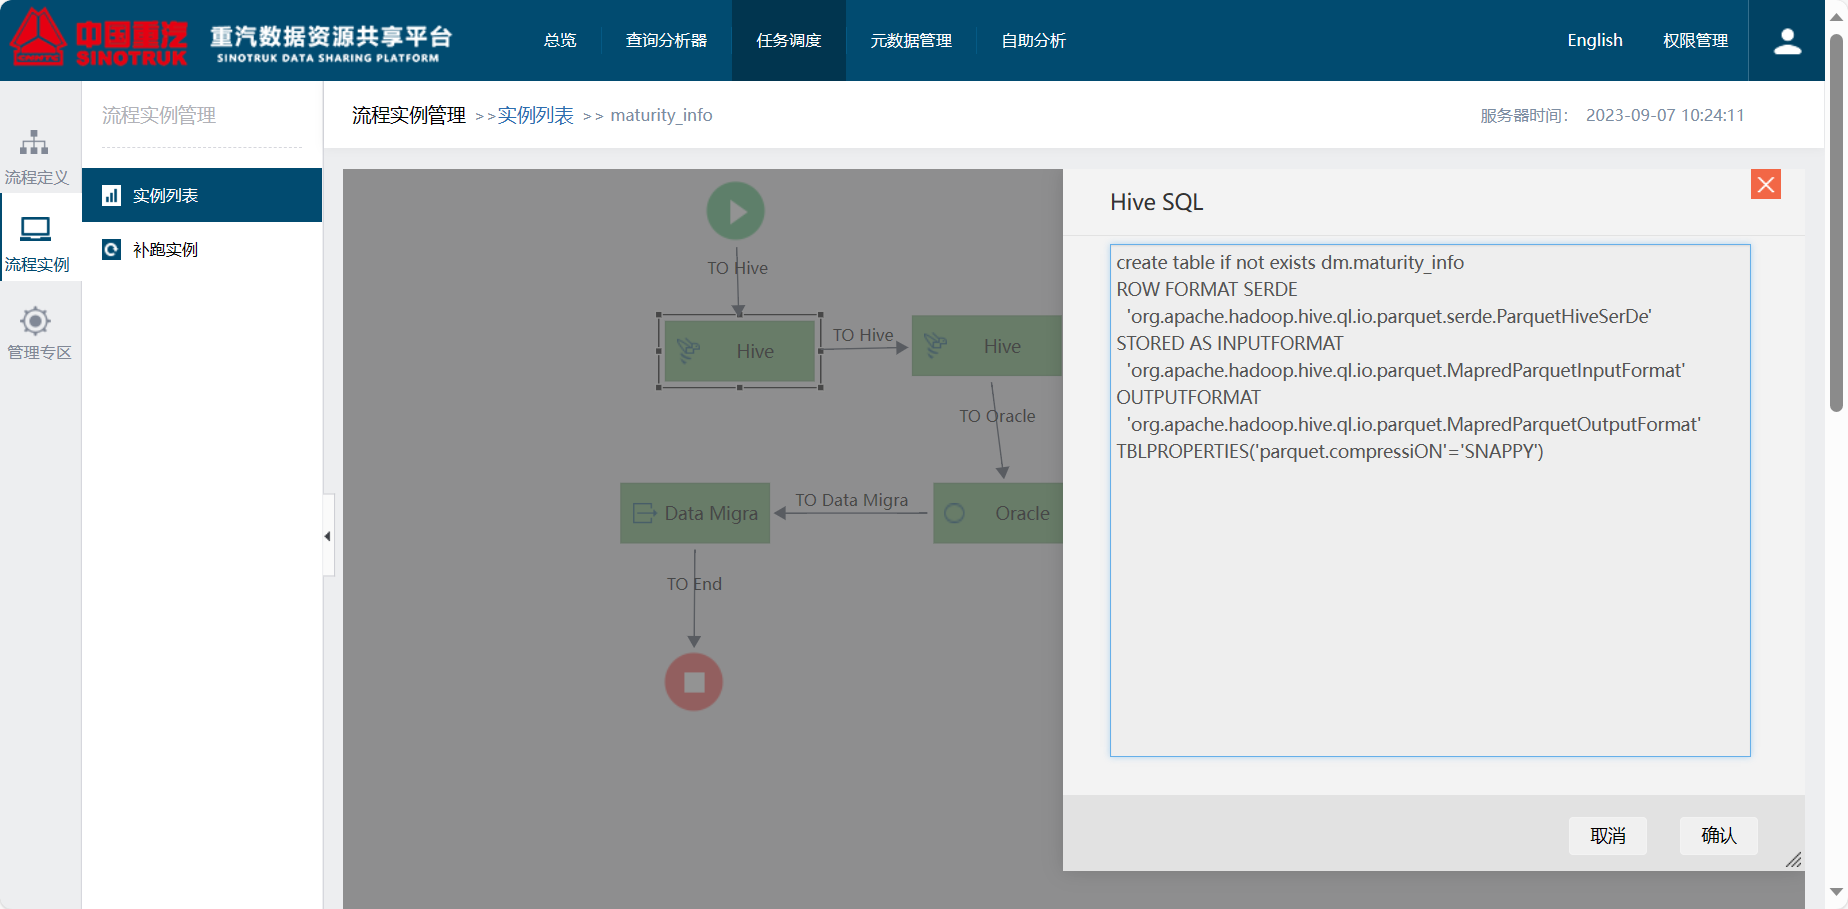 中国重汽
SINOTRUK
重汽数据资源共享平台
SINOTRUK DATA SHARING PLATFORM
总览
查询分析器
任务调度
元数据管理
自助分析
English
权限管理
流程定义
流程实例
管理专区
流程实例管理
实例列表
补跑实例
流程实例管理 >>实例列表 >> maturity_info
服务器时间： 2023-09-07 10:24:11
TO Hive
Hive
TO Hive
Hive
TO Oracle
Data Migra
TO Data Migra
Oracle
TO End
Hive SQL
create table if not exists dm.maturity_info
ROW FORMAT SERDE
'org.apache.hadoop.hive.ql.io.parquet.serde.ParquetHiveSerDe'
STORED AS INPUTFORMAT
'org.apache.hadoop.hive.ql.io.parquet.MapredParquetInputFormat'
OUTPUTFORMAT
'org.apache.hadoop.hive.ql.io.parquet.MapredParquetOutputFormat'
TBLPROPERTIES('parquet.compressiON'='SNAPPY')
取消
确认